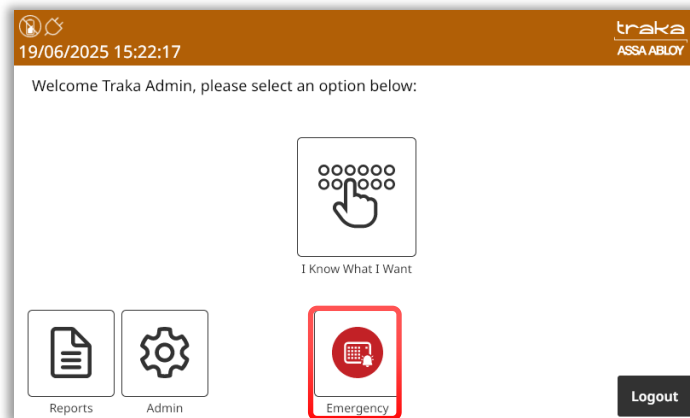 traka
19/06/2025 15:22:17
ASSA ABLOY
Welcome Traka Admin, please select an option below:
I Know What I Want
Reports
Admin
Emergency
Logout